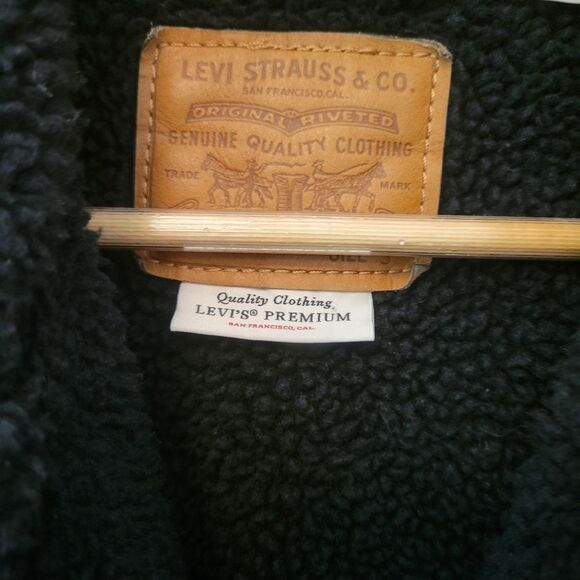 LEVI STRAUSS & CO.
SAN FRANCISCO, CAL.
ORIGINAL RIVETED
GENUINE QUALITY CLOTHING
TRADE MARK
SIZE S
Quality Clothing,
LEVI'S® PREMIUM
SAN FRANCISCO, CAL.